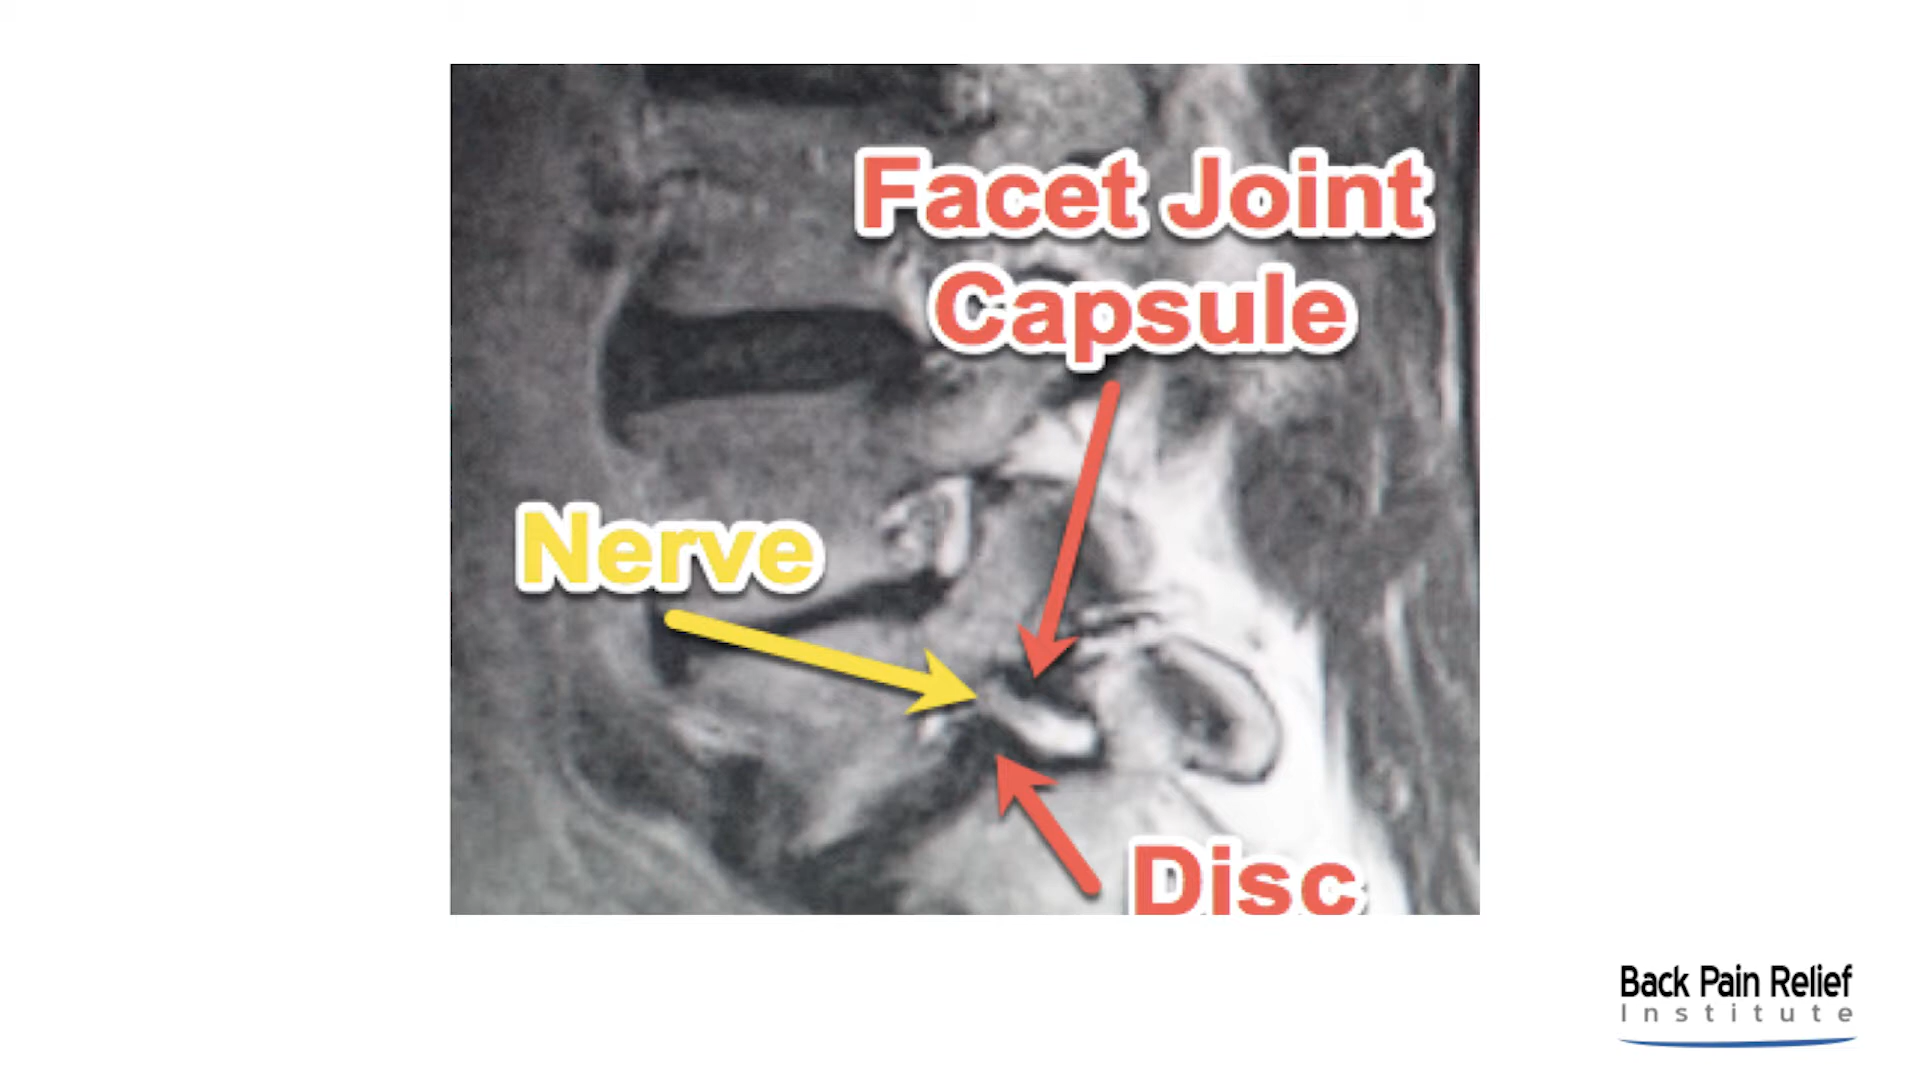 Facet Joint
Capsule
Nerve
Disc
Back Pain Relief
Institute